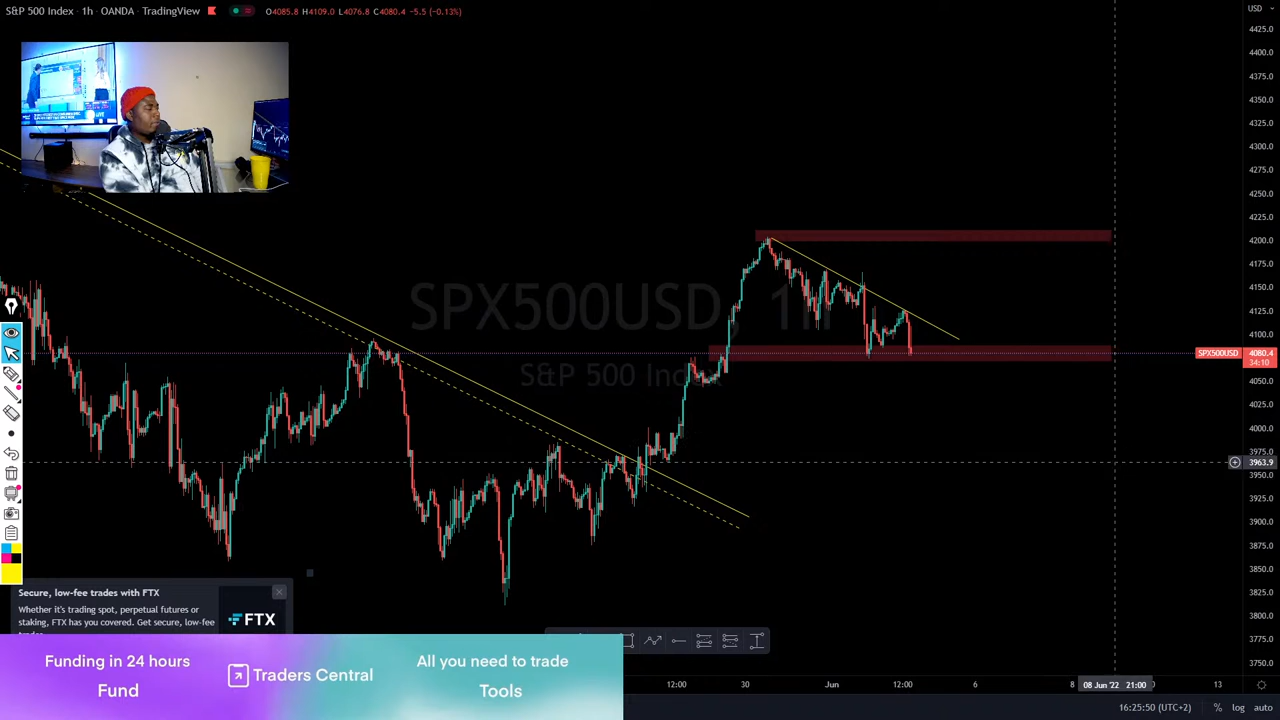 S&P 500 Index · 1h · OANDA · TradingView
O4085.8 H4109.0 L4076.8 C4080.4 -5.5 (-0.13%)
USD
4425.0
4400.0
4375.0
4350.0
4325.0
4300.0
4275.0
4250.0
4225.0
4200.0
4175.0
4150.0
4125.0
4100.0
SPX500USD 4080.4
34:10
4050.0
4025.0
4000.0
3975.0
3963.9
3950.0
3925.0
3900.0
3875.0
3850.0
3825.0
3800.0
3775.0
3750.0
SPX500USD, 1h
S&P 500 Index
Secure, low-fee trades with FTX
Whether it's trading spot, perpetual futures or
staking, FTX has you covered. Get secure, low-fee
FTX
Funding in 24 hours
Fund
Traders Central
All you need to trade
Tools
12:00
30
Jun
12:00
6
8
08 Jun '22 21:00
13
16:25:50 (UTC+2)
%
log
auto